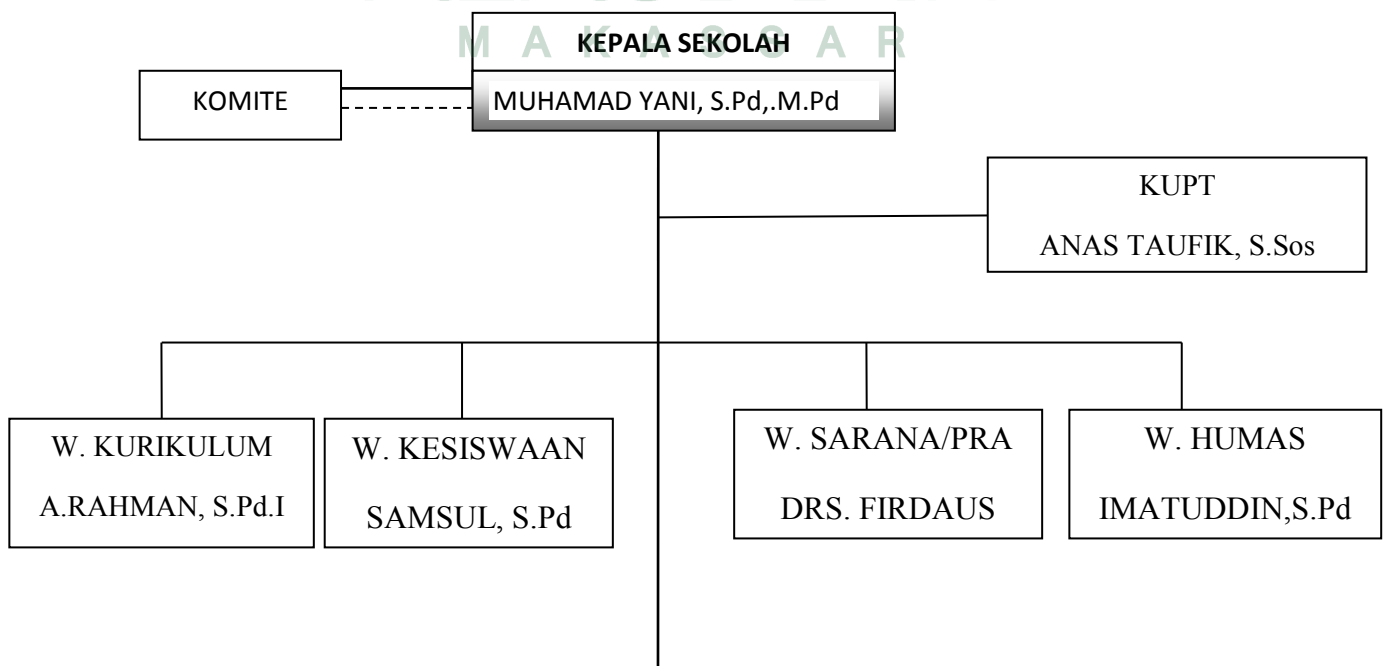 MAKASSAR
KEPALA SEKOLAH
KOMITE
MUHAMAD YANI, S.Pd,.M.Pd
KUPT
ANAS TAUFIK, S.Sos
W. KURIKULUM
A.RAHMAN, S.Pd.I
W. KESISWAAN
SAMSUL, S.Pd
W. SARANA/PRA
DRS. FIRDAUS
W. HUMAS
IMATUDDIN,S.Pd